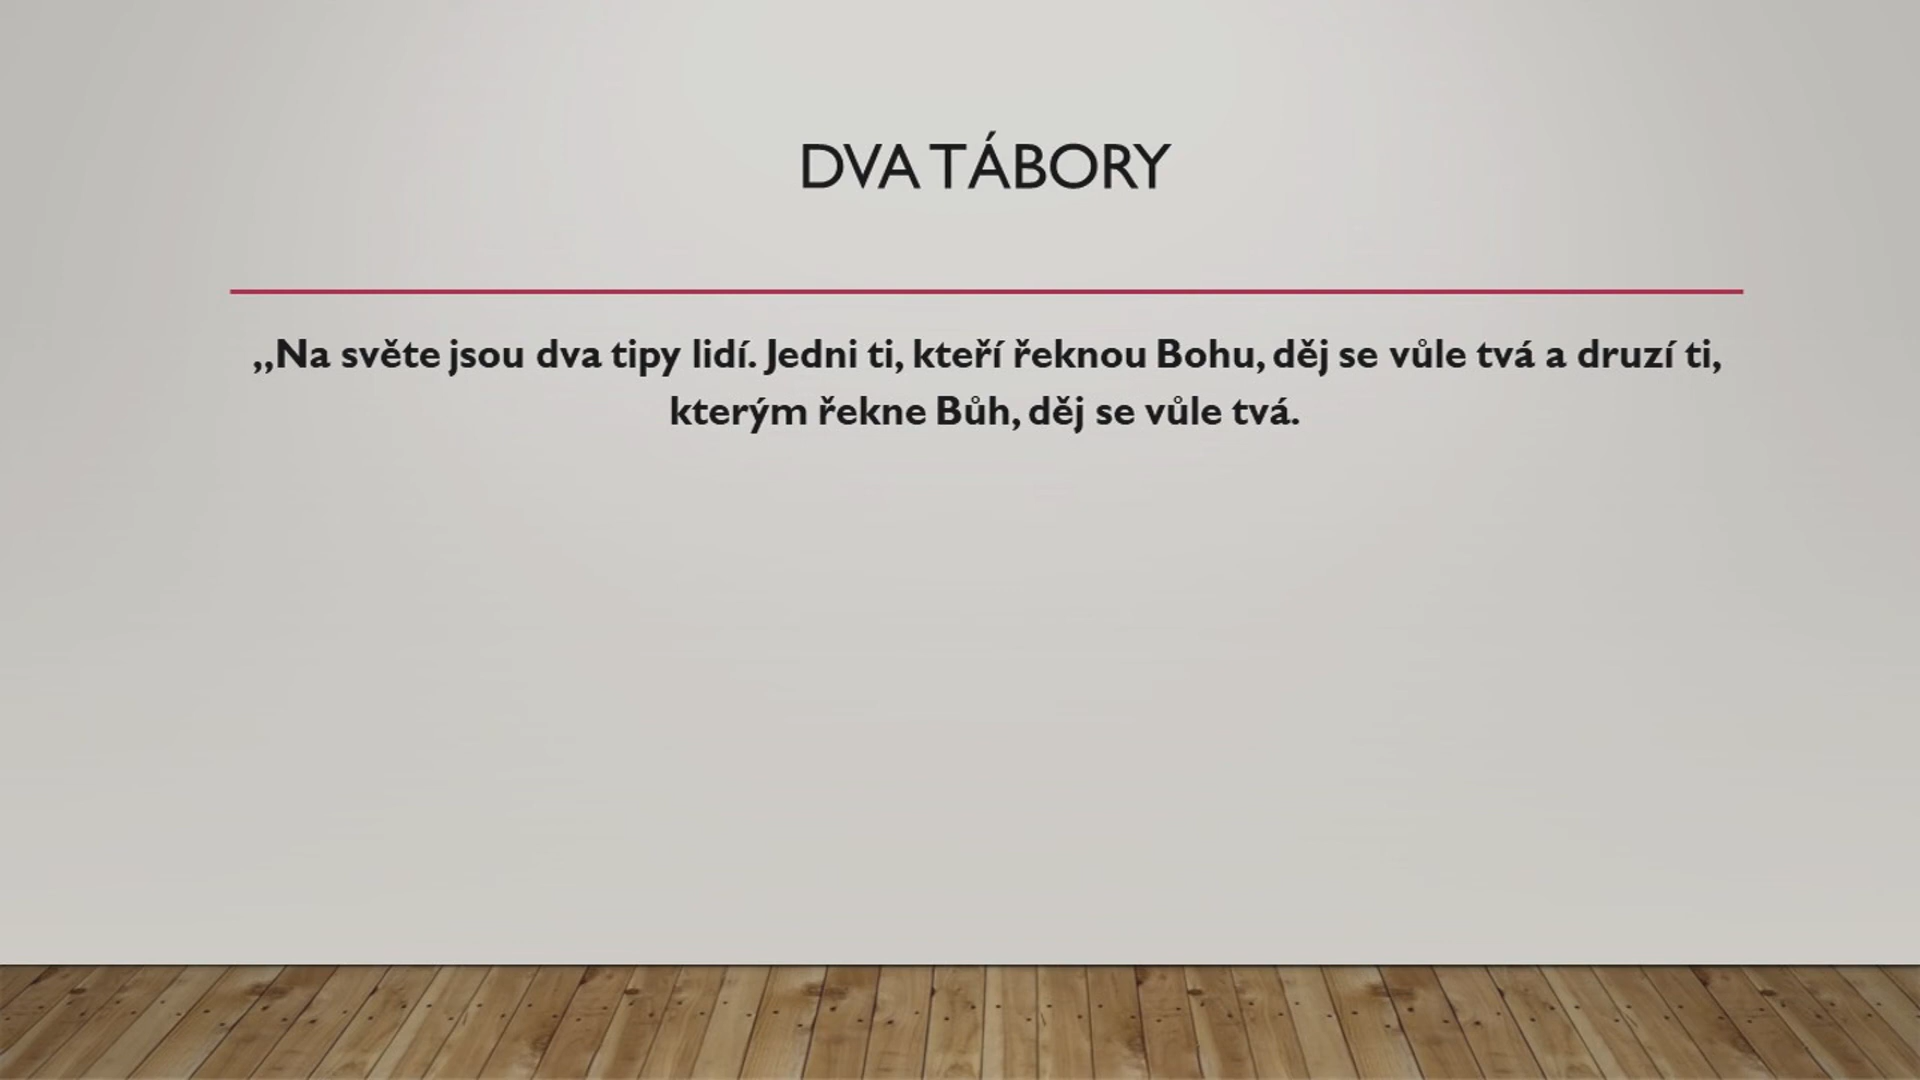 DVA TÁBORY
,,Na světe jsou dva tipy lidí. Jedni ti, kteří řeknou Bohu, děj se vůle tvá a druzí ti,
kterým řekne Bůh, děj se vůle tvá.